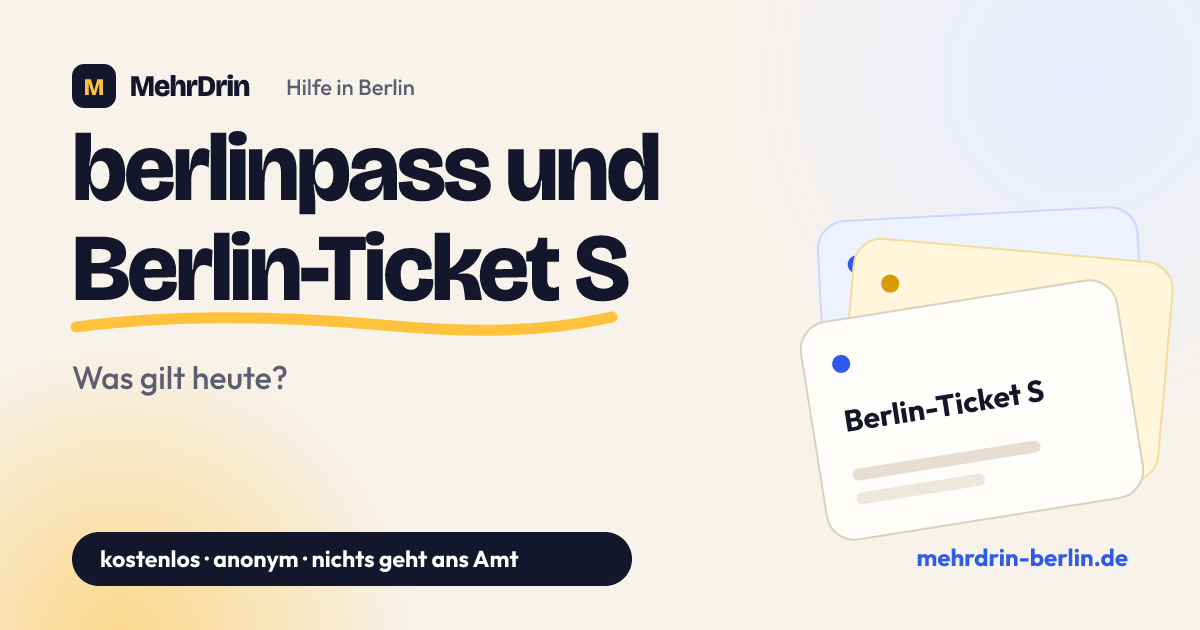 M MehrDrin Hilfe in Berlin
berlinpass und
Berlin-Ticket S
Was gilt heute?
Berlin-Ticket S
kostenlos · anonym · nichts geht ans Amt
mehrdrin-berlin.de